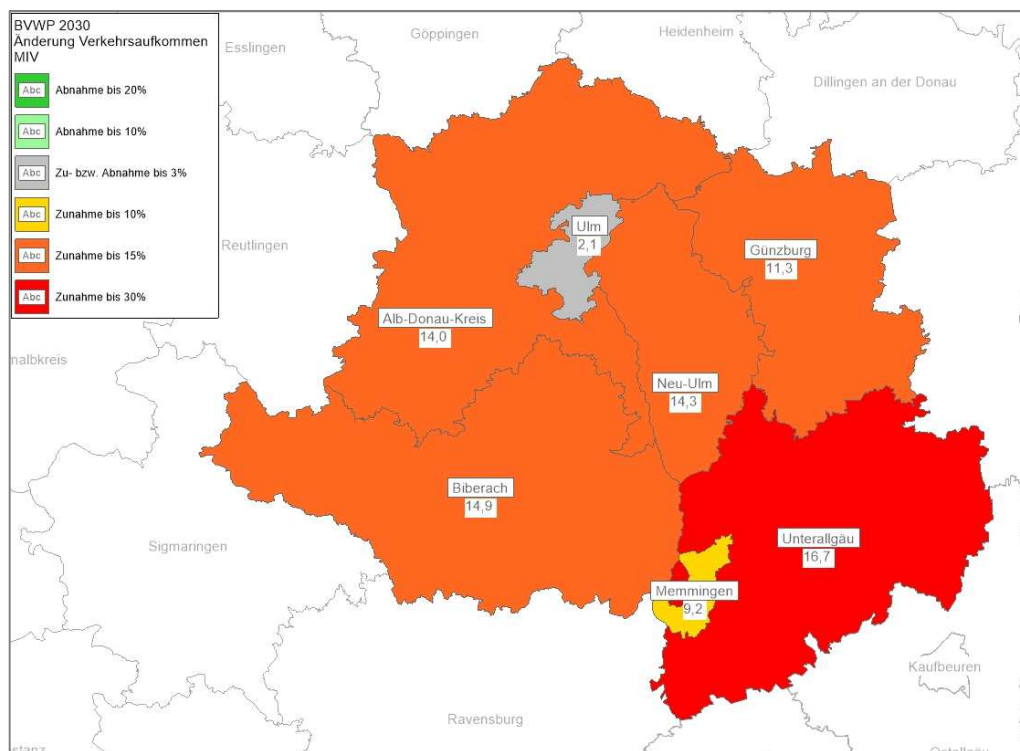 BVWP 2030
Änderung Verkehrsaufkommen
MIV
Abc Abnahme bis 20%
Abc Abnahme bis 10%
Abc Zu- bzw. Abnahme bis 3%
Abc Zunahme bis 10%
Abc Zunahme bis 15%
Abc Zunahme bis 30%
Esslingen
Göppingen
Heidenheim
Dillingen an der Donau
Reutlingen
Ulm
2,1
Günzburg
11,3
Alb-Donau-Kreis
14,0
nalbkreis
Neu-Ulm
14,3
Biberach
14,9
Sigmaringen
Unterallgäu
16,7
Memmingen
9,2
Kaufbeuren
Ravensburg
stanz